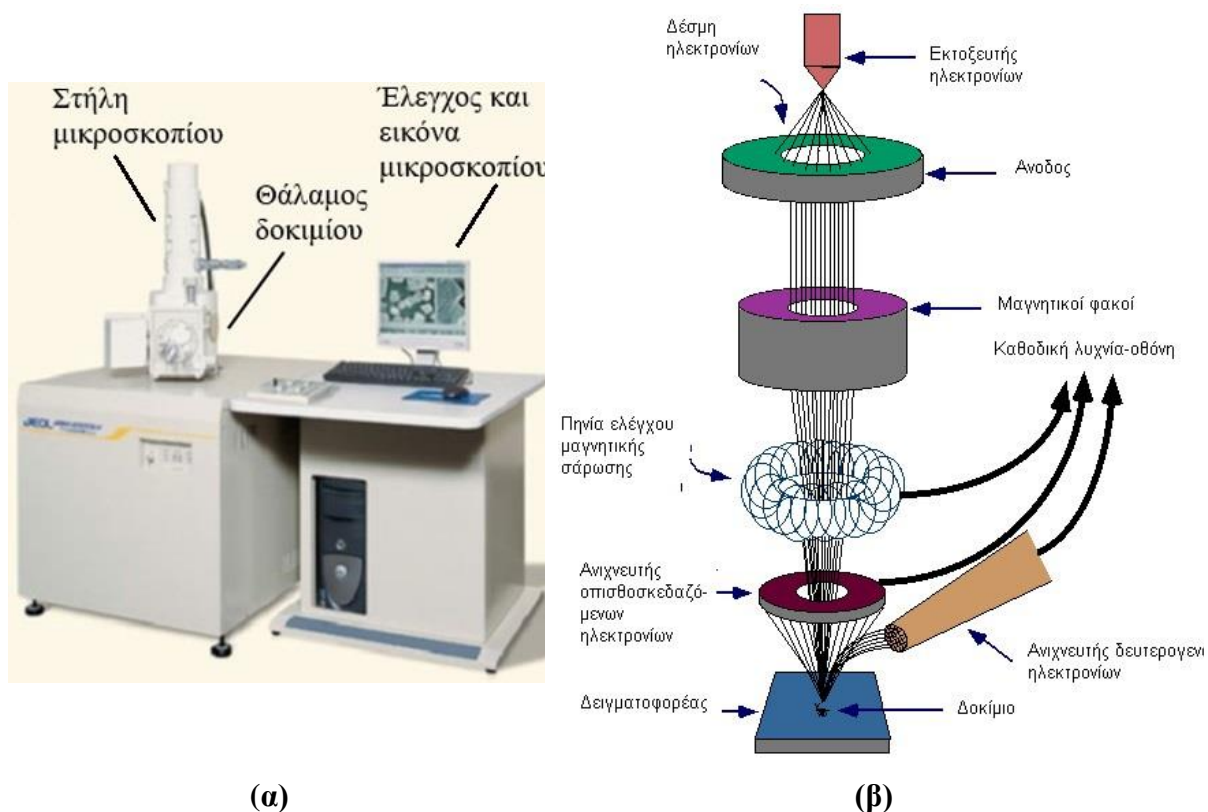 Στήλη
μικροσκοπίου
Έλεγχος και
εικόνα
μικροσκοπίου
Θάλαμος
δοκιμίου
JEOL
(α)
Δέσμη
ηλεκτρονίων
Εκτοξευτής
ηλεκτρονίων
Ανοδος
Μαγνητικοί φακοί
Καθοδική λυχνία-οθόνη
Πηνία ελέγχου
μαγνητικής
σάρωσης
Ανιχνευτής
οπισθοσκεδαζό-
μενων
ηλεκτρονίων
Ανιχνευτής δευτερογενι
ηλεκτρονίων
Δειγματοφορέας
Δοκίμιο
(β)